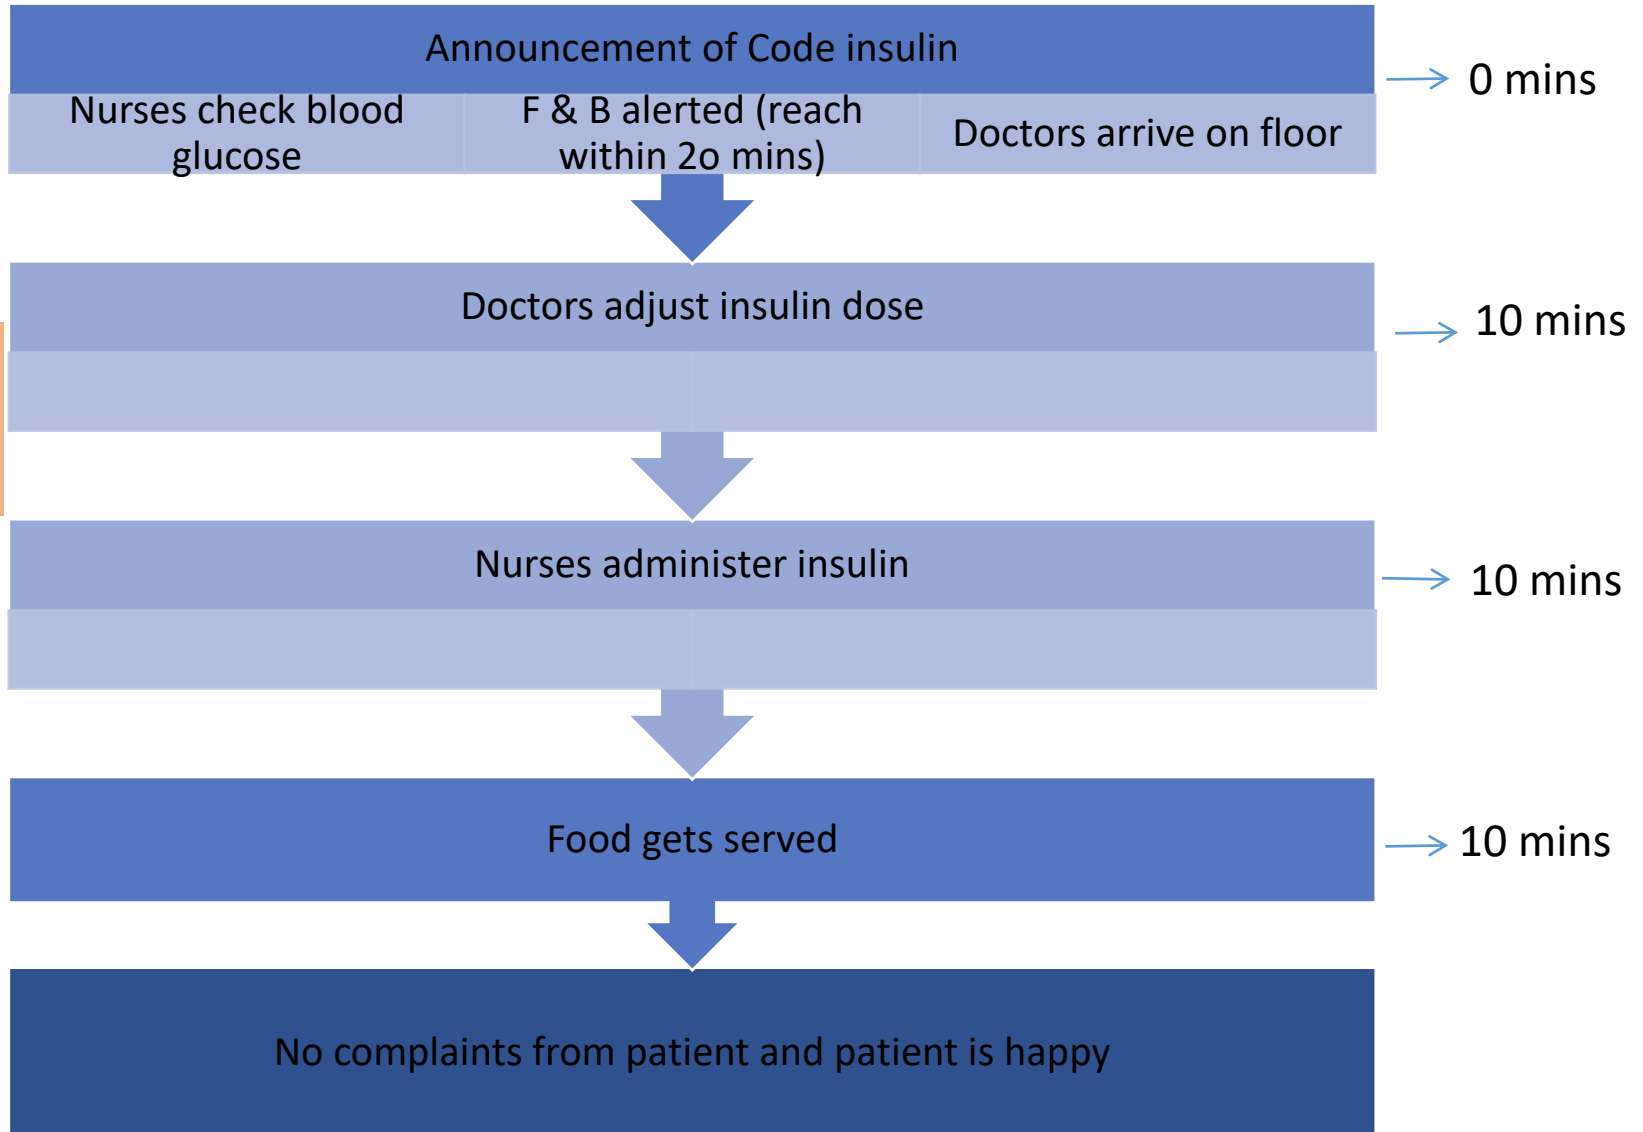 Announcement of Code insulin
0 mins
Nurses check blood
glucose
F & B alerted (reach
within 2o mins)
Doctors arrive on floor
Doctors adjust insulin dose
10 mins
Nurses administer insulin
10 mins
Food gets served
10 mins
No complaints from patient and patient is happy